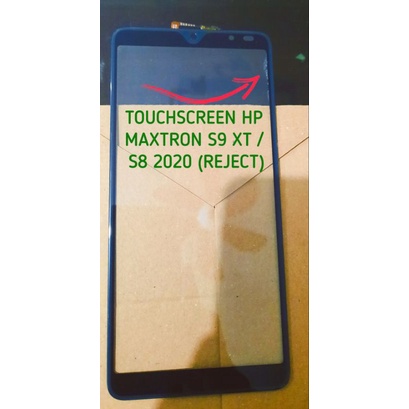 TOUCHSCREEN HP
MAXTRON S9 XT /
S8 2020 (REJECT)